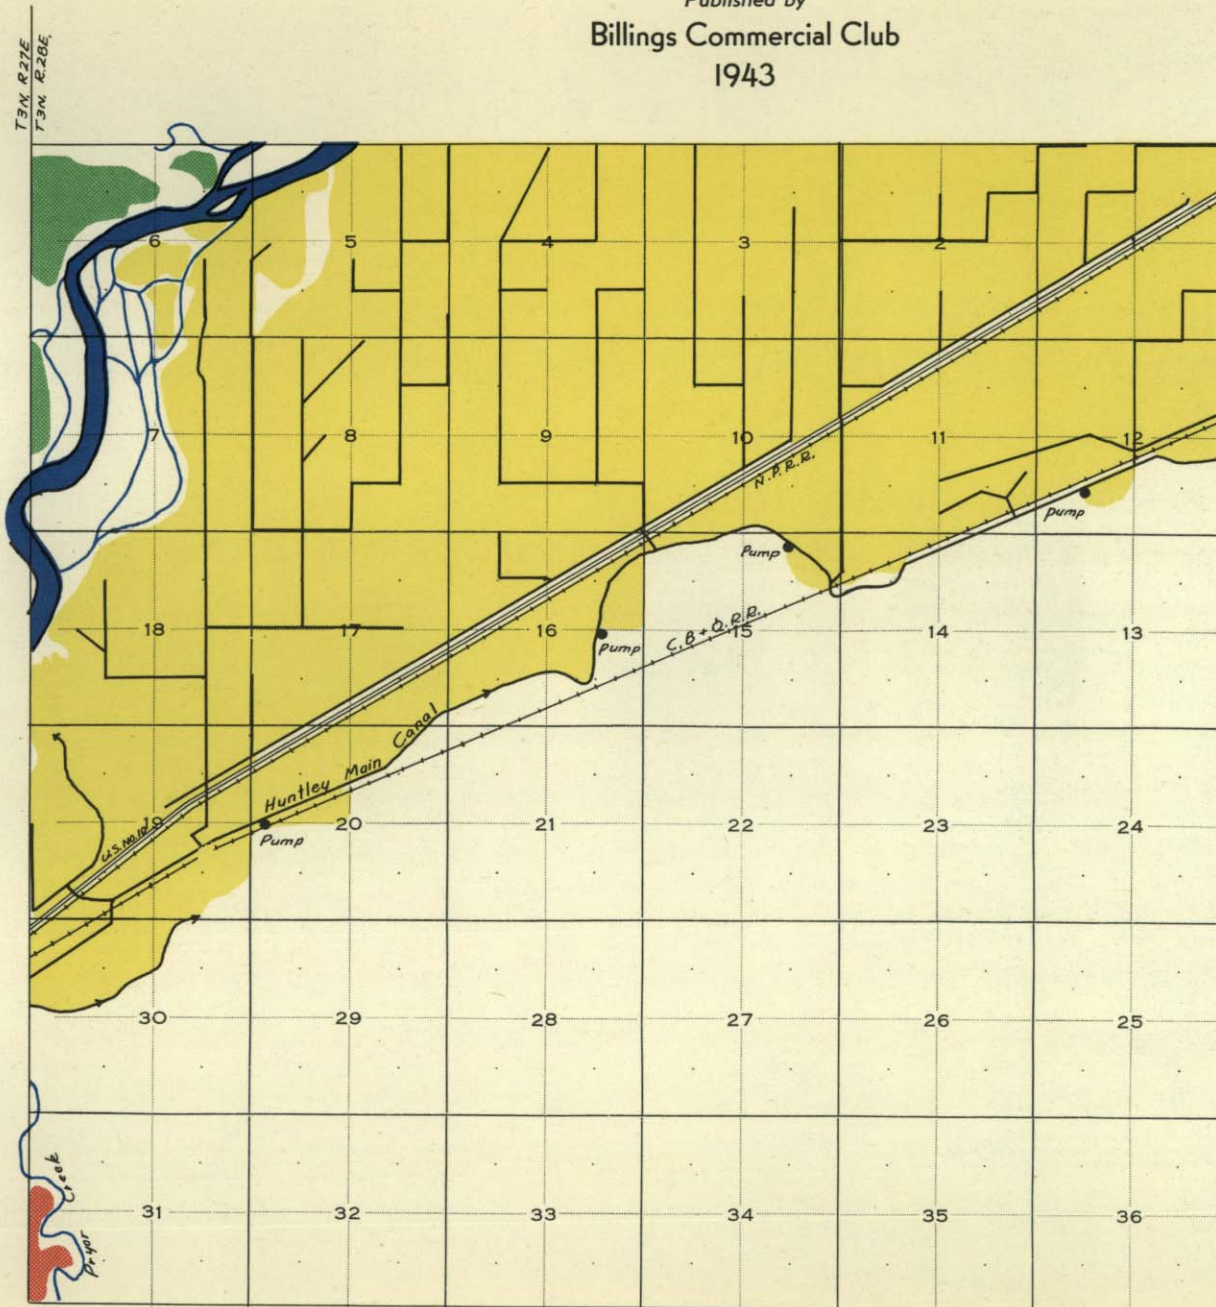 Published by
Billings Commercial Club
1943
T3N. R27E
T3N. R.28E.
6 5 4 3 2
7 8 9 10 11 12
N.P.R.R.
Pump
Pump
18 17 16 15 14 13
Pump
C.B+Q.R.R.
Huntley Main Canal
U.S. No. 10
19 20 21 22 23 24
Pump
30 29 28 27 26 25
Pryor Creek
31 32 33 34 35 36